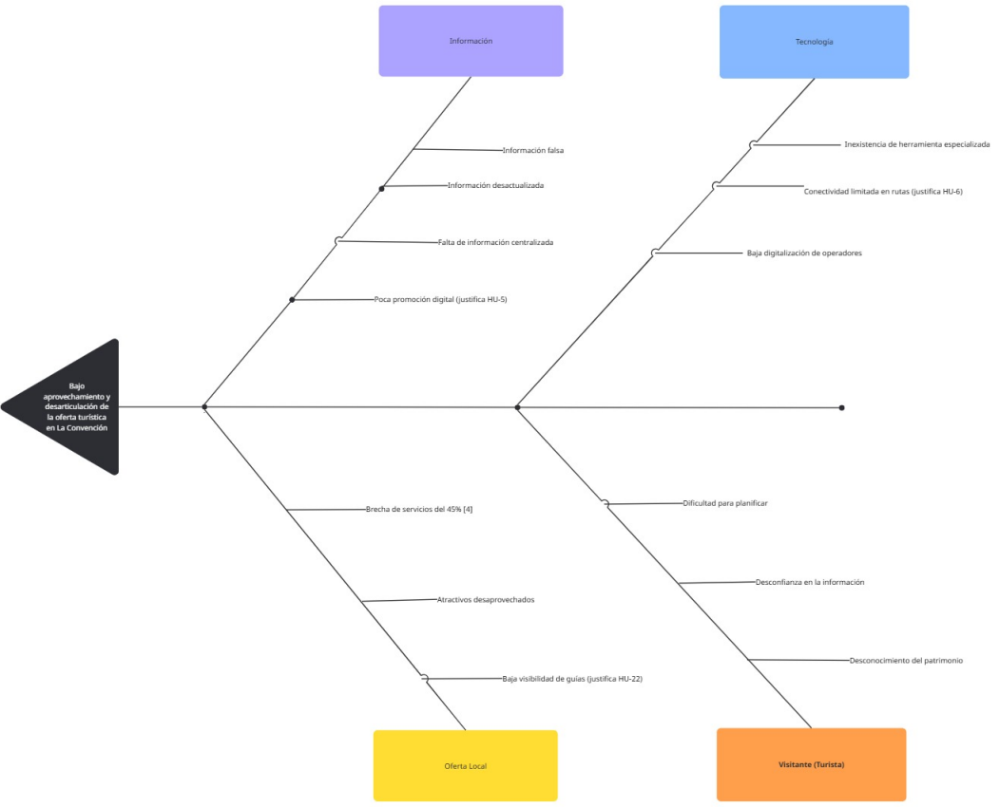 Información
Tecnología
Información falsa
Inexistencia de herramienta especializada
Información desactualizada
Conectividad limitada en rutas (justifica HU-6)
Falta de información centralizada
Baja digitalización de operadores
Poca promoción digital (justifica HU-5)
Bajo
aprovechamiento y
desarticulación de
la oferta turística
en La Convención
Brecha de servicios del 45% [4]
Dificultad para planificar
Atractivos desaprovechados
Desconfianza en la información
Baja visibilidad de guías (justifica HU-22)
Desconocimiento del patrimonio
Oferta Local
Visitante (Turista)